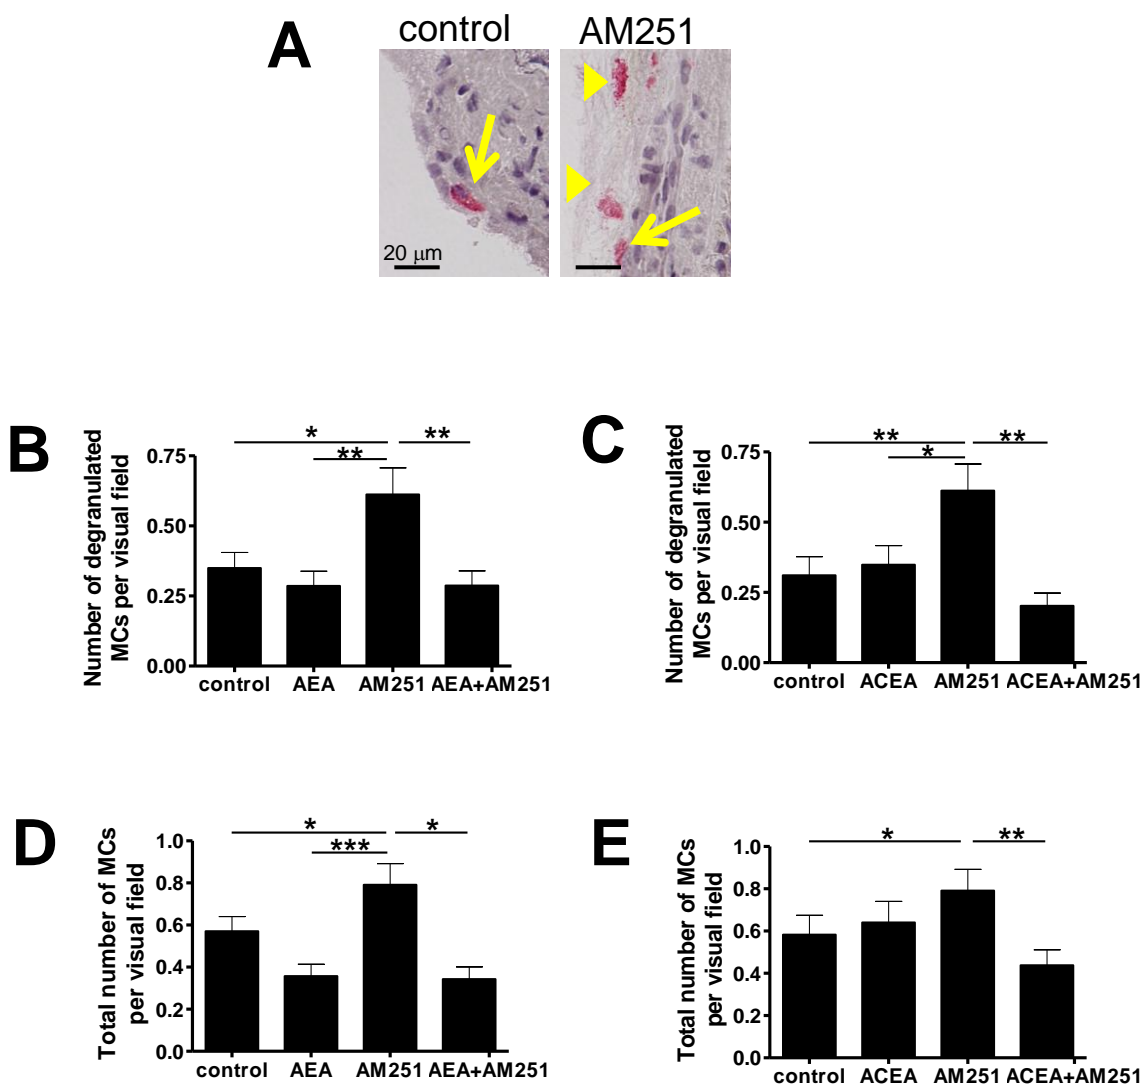 A
control
AM251
20 μm
B
Number of degranulated
MCs per visual field
0.75
0.50
0.25
0.00
*
**
**
control
AEA
AM251
AEA+AM251
C
Number of degranulated
MCs per visual field
0.75
0.50
0.25
0.00
**
*
**
control
ACEA
AM251
ACEA+AM251
D
Total number of MCs
per visual field
1.0
0.8
0.6
0.4
0.2
0.0
*
***
*
control
AEA
AM251
AEA+AM251
E
Total number of MCs
per visual field
1.0
0.8
0.6
0.4
0.2
0.0
*
**
control
ACEA
AM251
ACEA+AM251